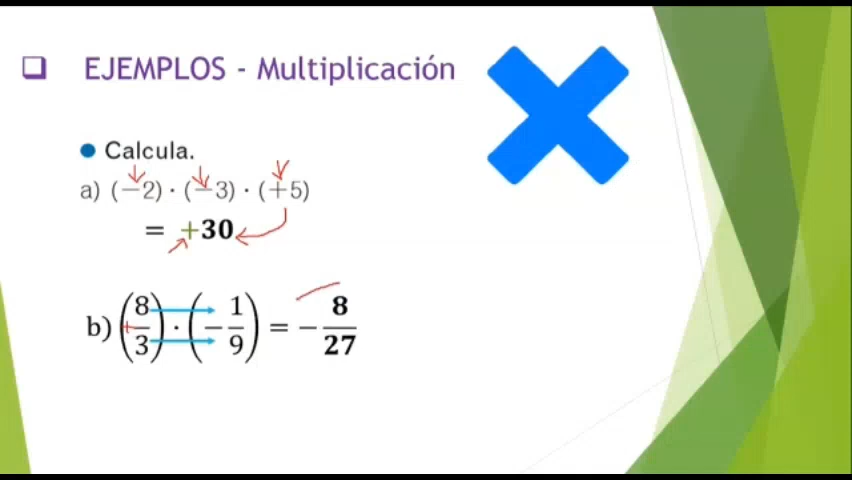 EJEMPLOS - Multiplicación
Calcula.
a) (−2) · (−3) · (+5)
= +30
b) (+8/3) · (−1/9) = −8/27